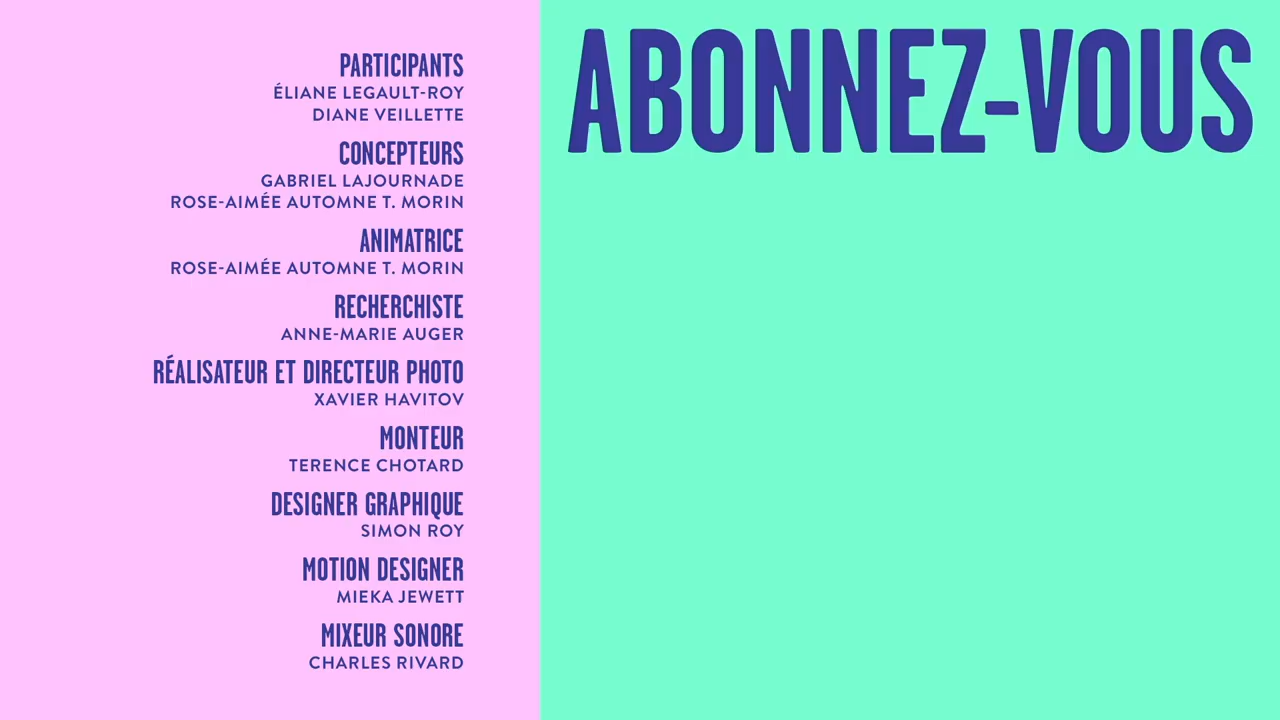 PARTICIPANTS
ÉLIANE LEGAULT-ROY
DIANE VEILLETTE
CONCEPTEURS
GABRIEL LAJOURNADE
ROSE-AIMÉE AUTOMNE T. MORIN
ANIMATRICE
ROSE-AIMÉE AUTOMNE T. MORIN
RECHERCHISTE
ANNE-MARIE AUGER
RÉALISATEUR ET DIRECTEUR PHOTO
XAVIER HAVITOV
MONTEUR
TERENCE CHOTARD
DESIGNER GRAPHIQUE
SIMON ROY
MOTION DESIGNER
MIEKA JEWETT
MIXEUR SONORE
CHARLES RIVARD
ABONNEZ-VOUS